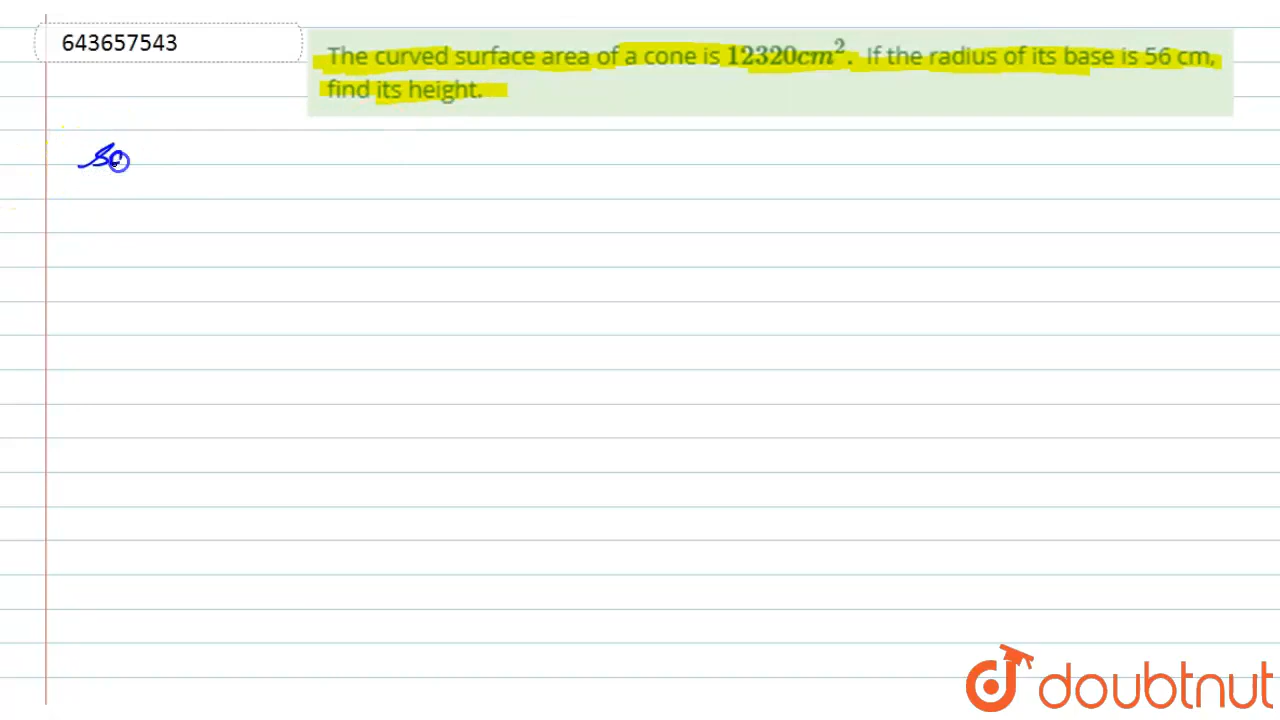 643657543
The curved surface area of a cone is 12320cm². If the radius of its base is 56 cm,
find its height.
so
doubtnut